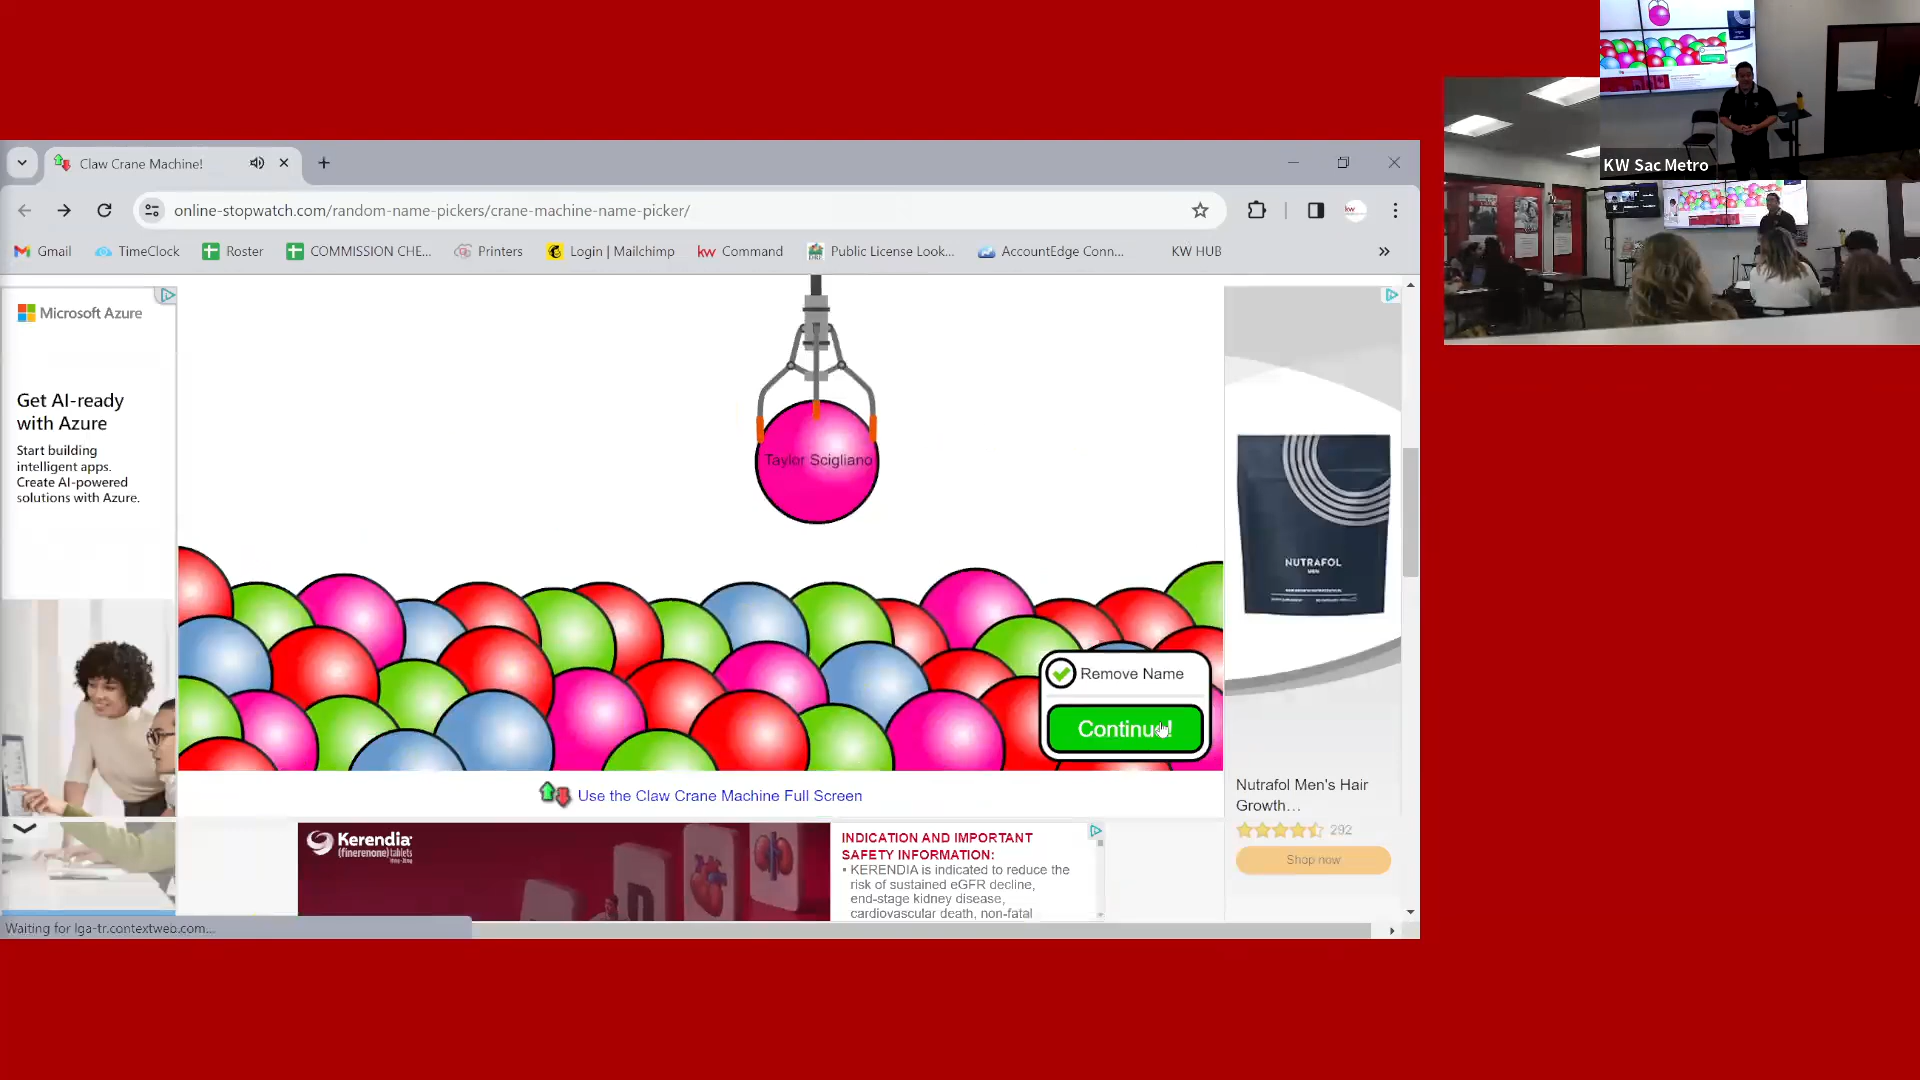 Claw Crane Machine!
online-stopwatch.com/random-name-pickers/crane-machine-name-picker/
Gmail
TimeClock
Roster
COMMISSION CHE...
Printers
Login | Mailchimp
kw Command
Public License Look...
AccountEdge Conn...
KW HUB
»
Microsoft Azure
Get AI-ready
with Azure
Start building
intelligent apps.
Create AI-powered
solutions with Azure.
Taylor Scigliano
Remove Name
Continue!
Use the Claw Crane Machine Full Screen
Kerendia
(finerenone) tablets
INDICATION AND IMPORTANT
SAFETY INFORMATION:
• KERENDIA is indicated to reduce the
risk of sustained eGFR decline,
end-stage kidney disease,
cardiovascular death, non-fatal
NUTRAFOL
MEN
Nutrafol Men's Hair
Growth...
292
Shop now
Waiting for lga-tr.contextweb.com...
KW Sac Metro